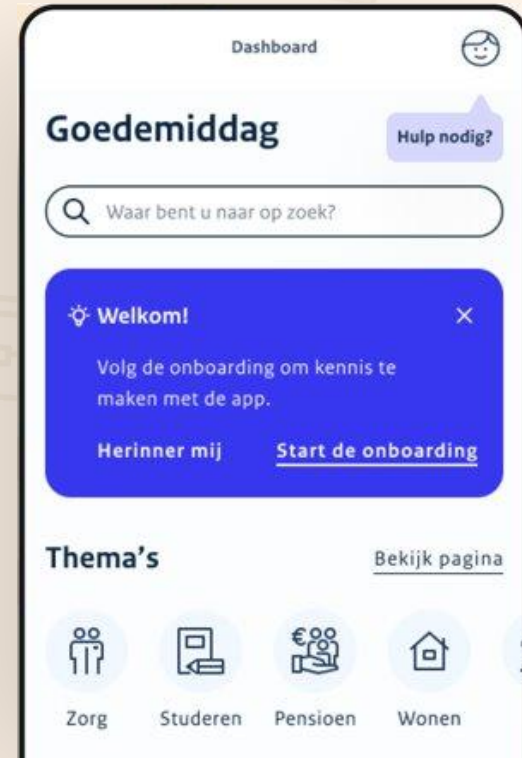 Dashboard
Goedemiddag
Hulp nodig?
Waar bent u naar op zoek?
Welkom!
Volg de onboarding om kennis te
maken met de app.
Herinner mij
Start de onboarding
Thema's
Bekijk pagina
Zorg
Studeren
Pensioen
Wonen